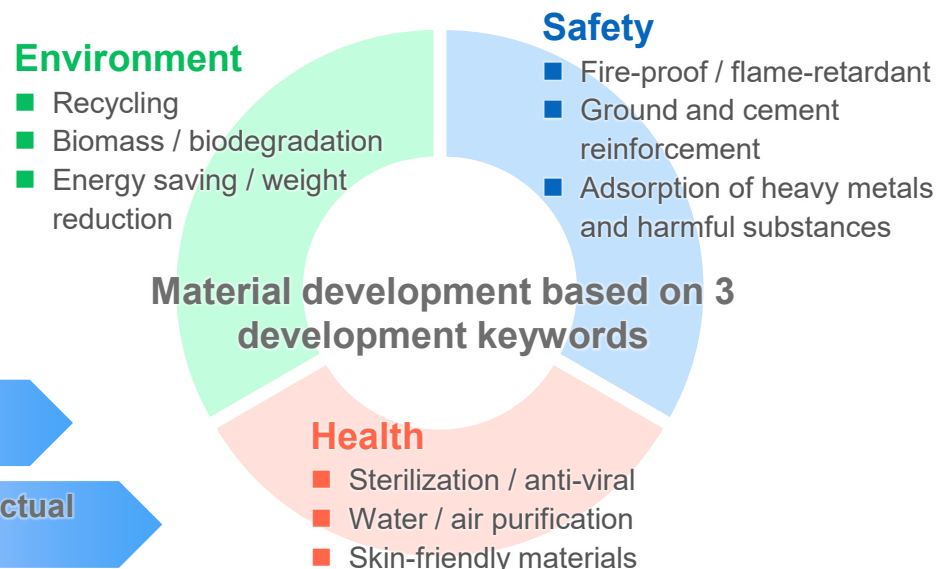 Safety
Fire-proof / flame-retardant
Ground and cement
reinforcement
Adsorption of heavy metals
and harmful substances
Environment
Recycling
Biomass / biodegradation
Energy saving / weight
reduction
Material development based on 3
development keywords
Health
Sterilization / anti-viral
Water / air purification
Skin-friendly materials
ctual